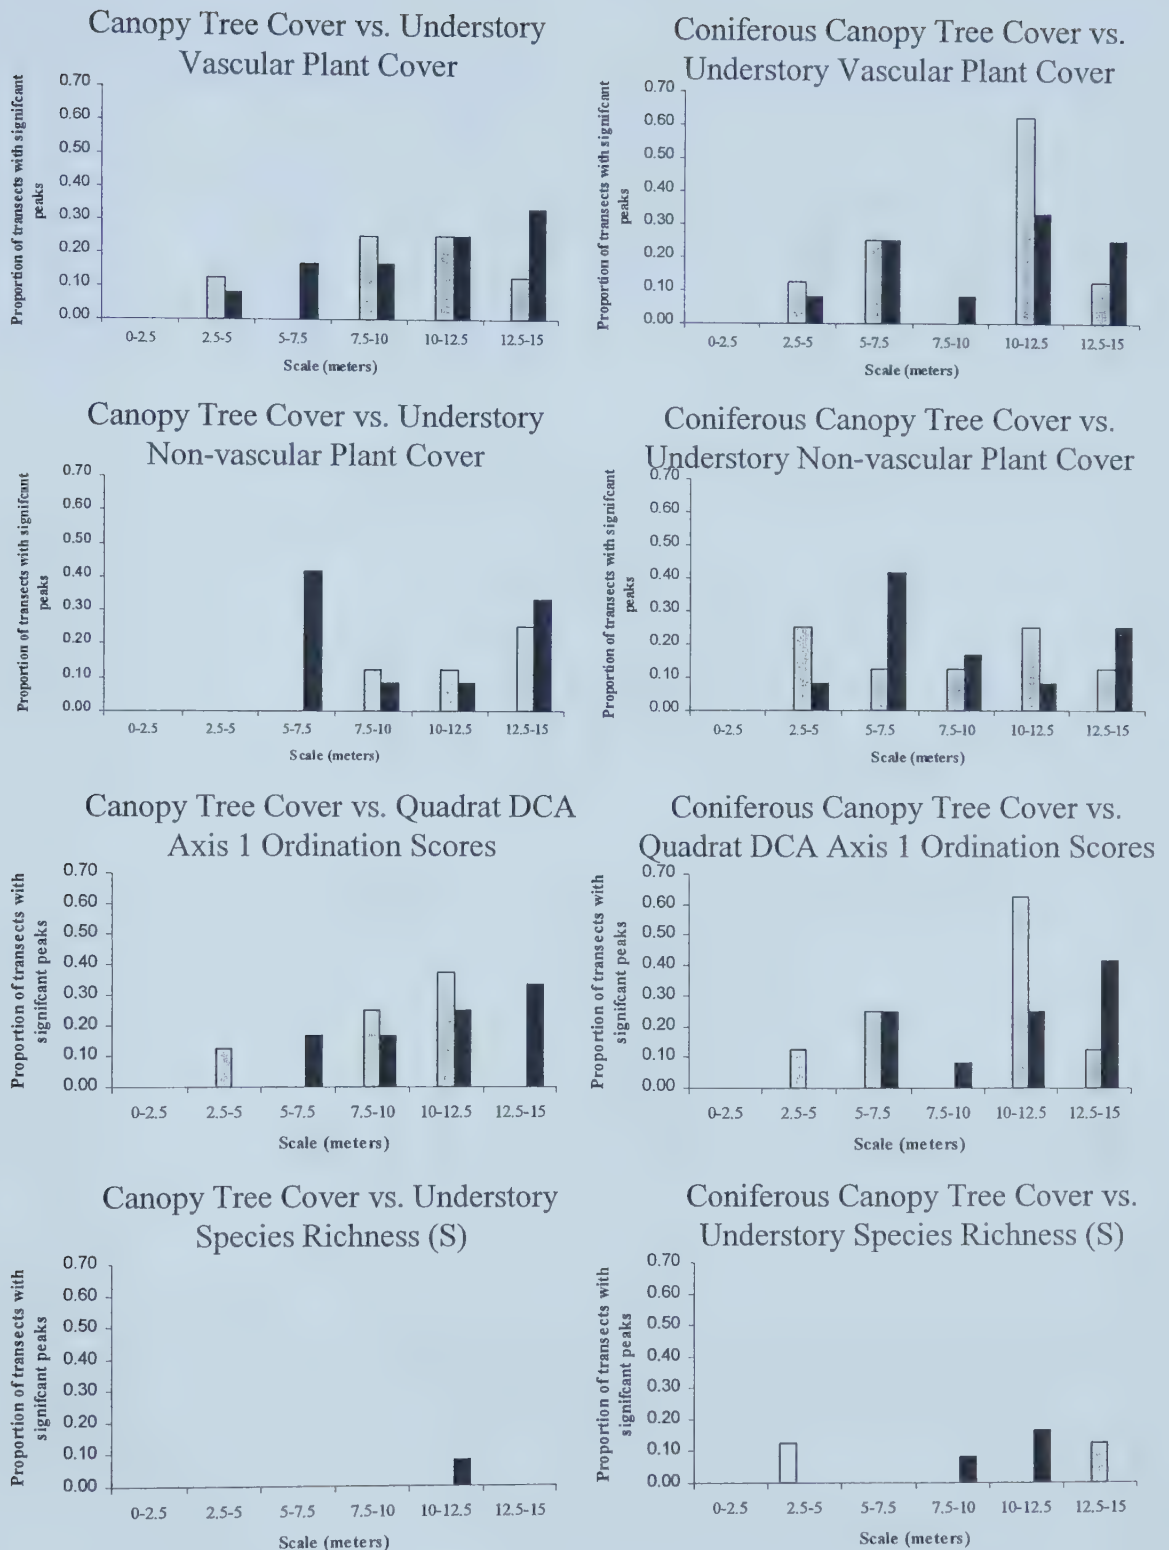 Canopy Tree Cover vs. Understory
Vascular Plant Cover
Proportion of transects with signifcant
peaks
0.70
0.60
0.50
0.40
0.30
0.20
0.10
0.00
0-2.5 2.5-5 5-7.5 7.5-10 10-12.5 12.5-15
Scale (meters)
Coniferous Canopy Tree Cover vs.
Understory Vascular Plant Cover
Proportion of transects with signifcant
peaks
0.70
0.60
0.50
0.40
0.30
0.20
0.10
0.00
0-2.5 2.5-5 5-7.5 7.5-10 10-12.5 12.5-15
Scale (meters)
Canopy Tree Cover vs. Understory
Non-vascular Plant Cover
Proportion of transects with signifcant
peaks
0.70
0.60
0.50
0.40
0.30
0.20
0.10
0.00
0-2.5 2.5-5 5-7.5 7.5-10 10-12.5 12.5-15
Scale (meters)
Coniferous Canopy Tree Cover vs.
Understory Non-vascular Plant Cover
Proportion of transects with signifcant
peaks
0.70
0.60
0.50
0.40
0.30
0.20
0.10
0.00
0-2.5 2.5-5 5-7.5 7.5-10 10-12.5 12.5-15
Scale (meters)
Canopy Tree Cover vs. Quadrat DCA
Axis 1 Ordination Scores
Proportion of transects with
signifcant peaks
0.70
0.60
0.50
0.40
0.30
0.20
0.10
0.00
0-2.5 2.5-5 5-7.5 7.5-10 10-12.5 12.5-15
Scale (meters)
Coniferous Canopy Tree Cover vs.
Quadrat DCA Axis 1 Ordination Scores
Proportion of transects with
signifcant peaks
0.70
0.60
0.50
0.40
0.30
0.20
0.10
0.00
0-2.5 2.5-5 5-7.5 7.5-10 10-12.5 12.5-15
Scale (meters)
Canopy Tree Cover vs. Understory
Species Richness (S)
Proportion of transects with
signifcant peaks
0.70
0.60
0.50
0.40
0.30
0.20
0.10
0.00
0-2.5 2.5-5 5-7.5 7.5-10 10-12.5 12.5-15
Scale (meters)
Coniferous Canopy Tree Cover vs.
Understory Species Richness (S)
Proportion of transects with
signifcant peaks
0.70
0.60
0.50
0.40
0.30
0.20
0.10
0.00
0-2.5 2.5-5 5-7.5 7.5-10 10-12.5 12.5-15
Scale (meters)